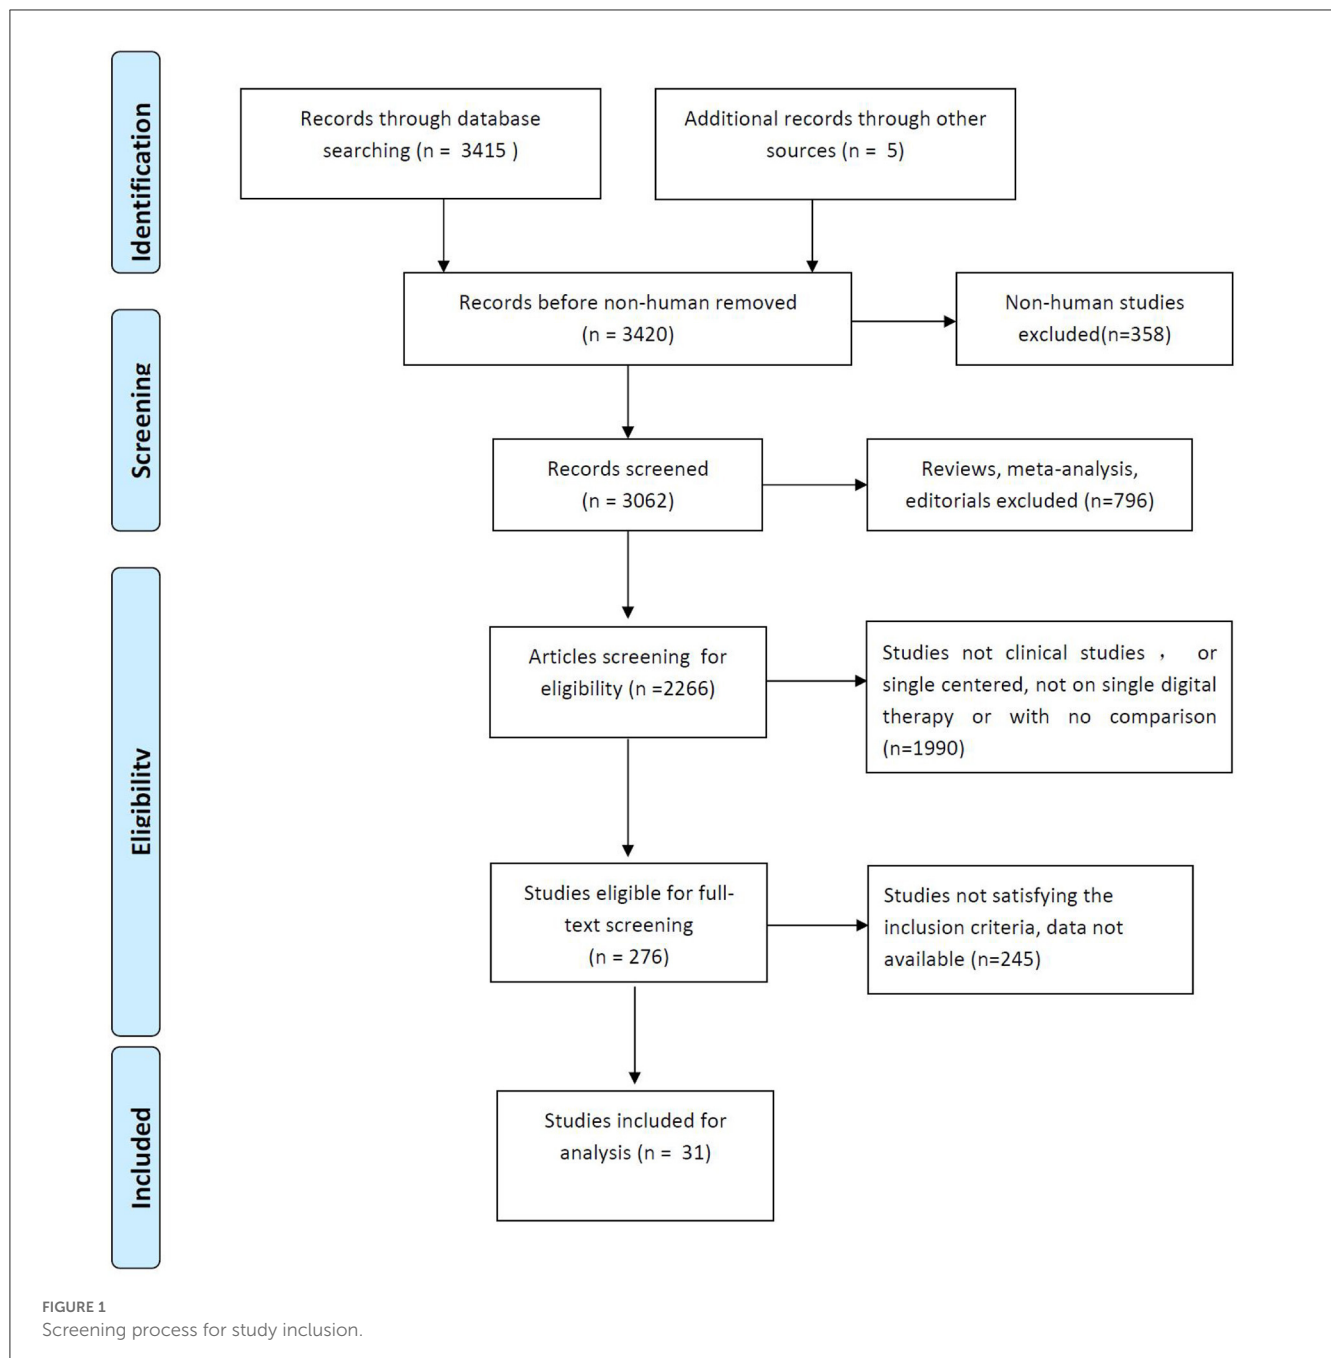 Identification
Records through database
searching (n = 3415 )
Additional records through other
sources (n = 5)
Records before non-human removed
(n = 3420)
Non-human studies
excluded(n=358)
Screening
Records screened
(n = 3062)
Reviews, meta-analysis,
editorials excluded (n=796)
Eligibility
Articles screening for
eligibility (n =2266)
Studies not clinical studies ， or
single centered, not on single digital
therapy or with no comparison
(n=1990)
Studies eligible for full-
text screening
(n = 276)
Studies not satisfying the
inclusion criteria, data not
available (n=245)
Included
Studies included for
analysis (n = 31)
FIGURE 1
Screening process for study inclusion.